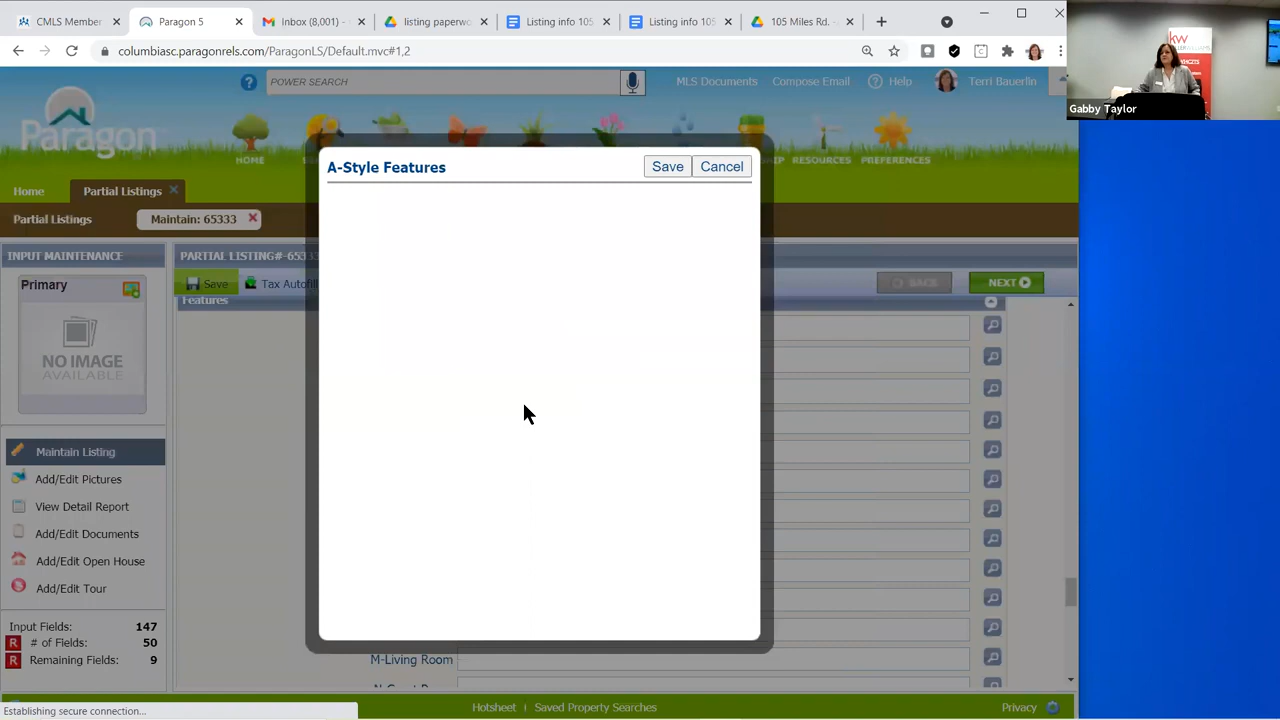 CMLS Member
Paragon 5
Inbox (8,001) -
listing paperwo
Listing info 105
Listing info 105
105 Miles Rd. -
columbiasc.paragonrels.com/ParagonLS/Default.mvc#1,2
POWER SEARCH
MLS Documents
Compose Email
Help
Terri Bauerlin
kw
Gabby Taylor
Paragon
HOME
RESOURCES
PREFERENCES
Home
Partial Listings
Partial Listings
Maintain: 65333
A-Style Features
Save
Cancel
INPUT MAINTENANCE
PARTIAL LISTING#-65333
Primary
NO IMAGE
AVAILABLE
Save
Tax Autofill
BACK
NEXT
Features
Maintain Listing
Add/Edit Pictures
View Detail Report
Add/Edit Documents
Add/Edit Open House
Add/Edit Tour
Input Fields: 147
R # of Fields: 50
R Remaining Fields: 9
M-Living Room
Establishing secure connection...
Hotsheet
Saved Property Searches
Privacy